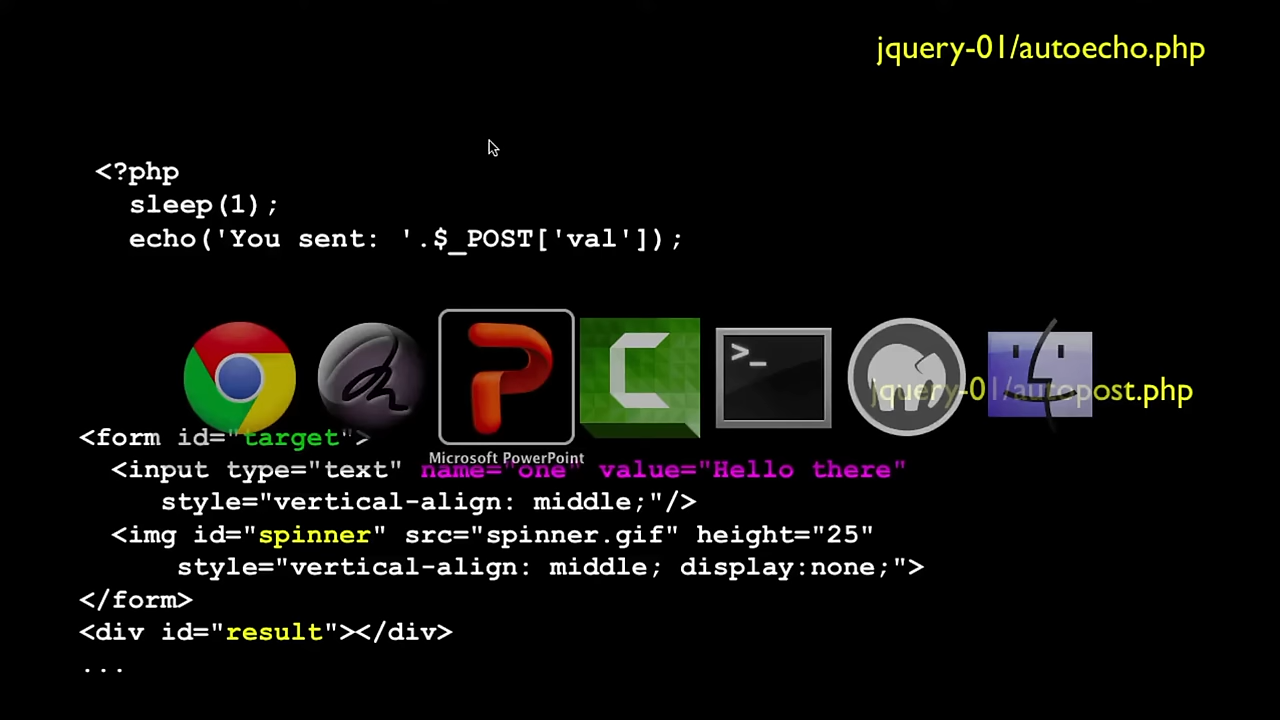 jquery-01/autoecho.php
<?php
sleep(1);
echo('You sent: '.$_POST['val']);
>_
jquery-01/autopost.php
<form id="target">
Microsoft PowerPoint
<input type="text" name="one" value="Hello there"
style="vertical-align: middle;"/>
<img id="spinner" src="spinner.gif" height="25"
style="vertical-align: middle; display:none;">
</form>
<div id="result"></div>
...